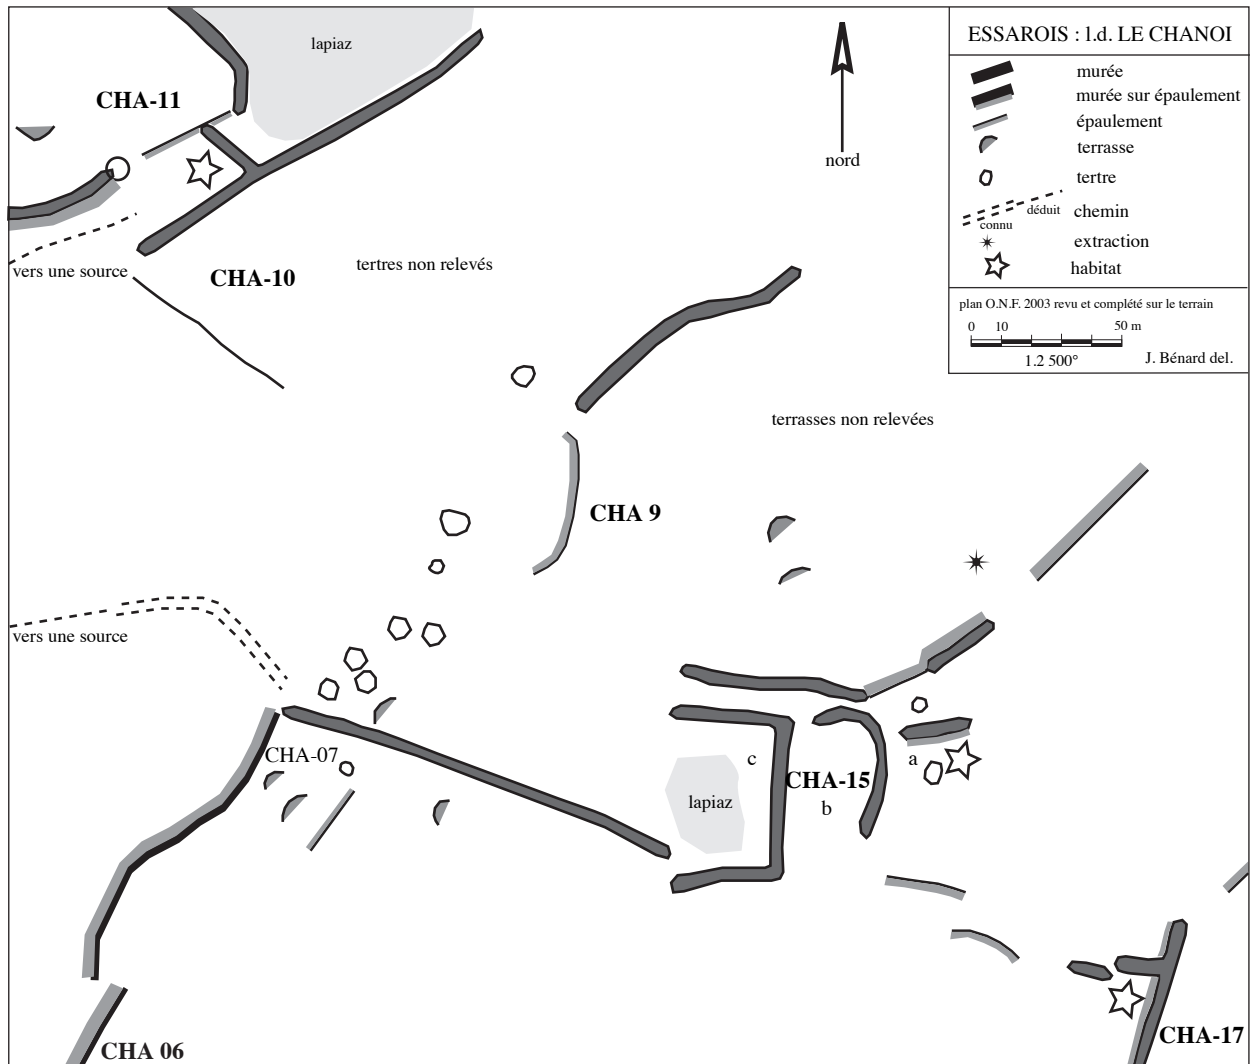 ESSAROIS : l.d. LE CHANOI
murée
murée sur épaulement
épaulement
terrasse
tertre
déduit
connu
chemin
extraction
habitat
plan O.N.F. 2003 revu et complété sur le terrain
0 10 50 m
1.2 500°
J. Bénard del.
lapiaz
CHA-11
nord
vers une source
CHA-10
tertres non relevés
terrasses non relevées
CHA 9
vers une source
CHA-07
c
a
CHA-15
b
lapiaz
CHA-17
CHA 06